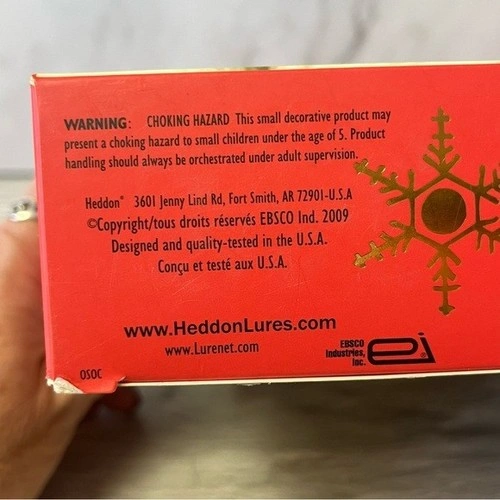 WARNING: CHOKING HAZARD This small decorative product may
present a choking hazard to small children under the age of 5. Product
handling should always be orchestrated under adult supervision.
Heddon® 3601 Jenny Lind Rd, Fort Smith, AR 72901-U.S.A
©Copyright/tous droits réservés EBSCO Ind. 2009
Designed and quality-tested in the U.S.A.
Conçu et testé aux U.S.A.
www.HeddonLures.com
www.Lurenet.com
EBSCO
Industries,
Inc.
ei®
OSOC